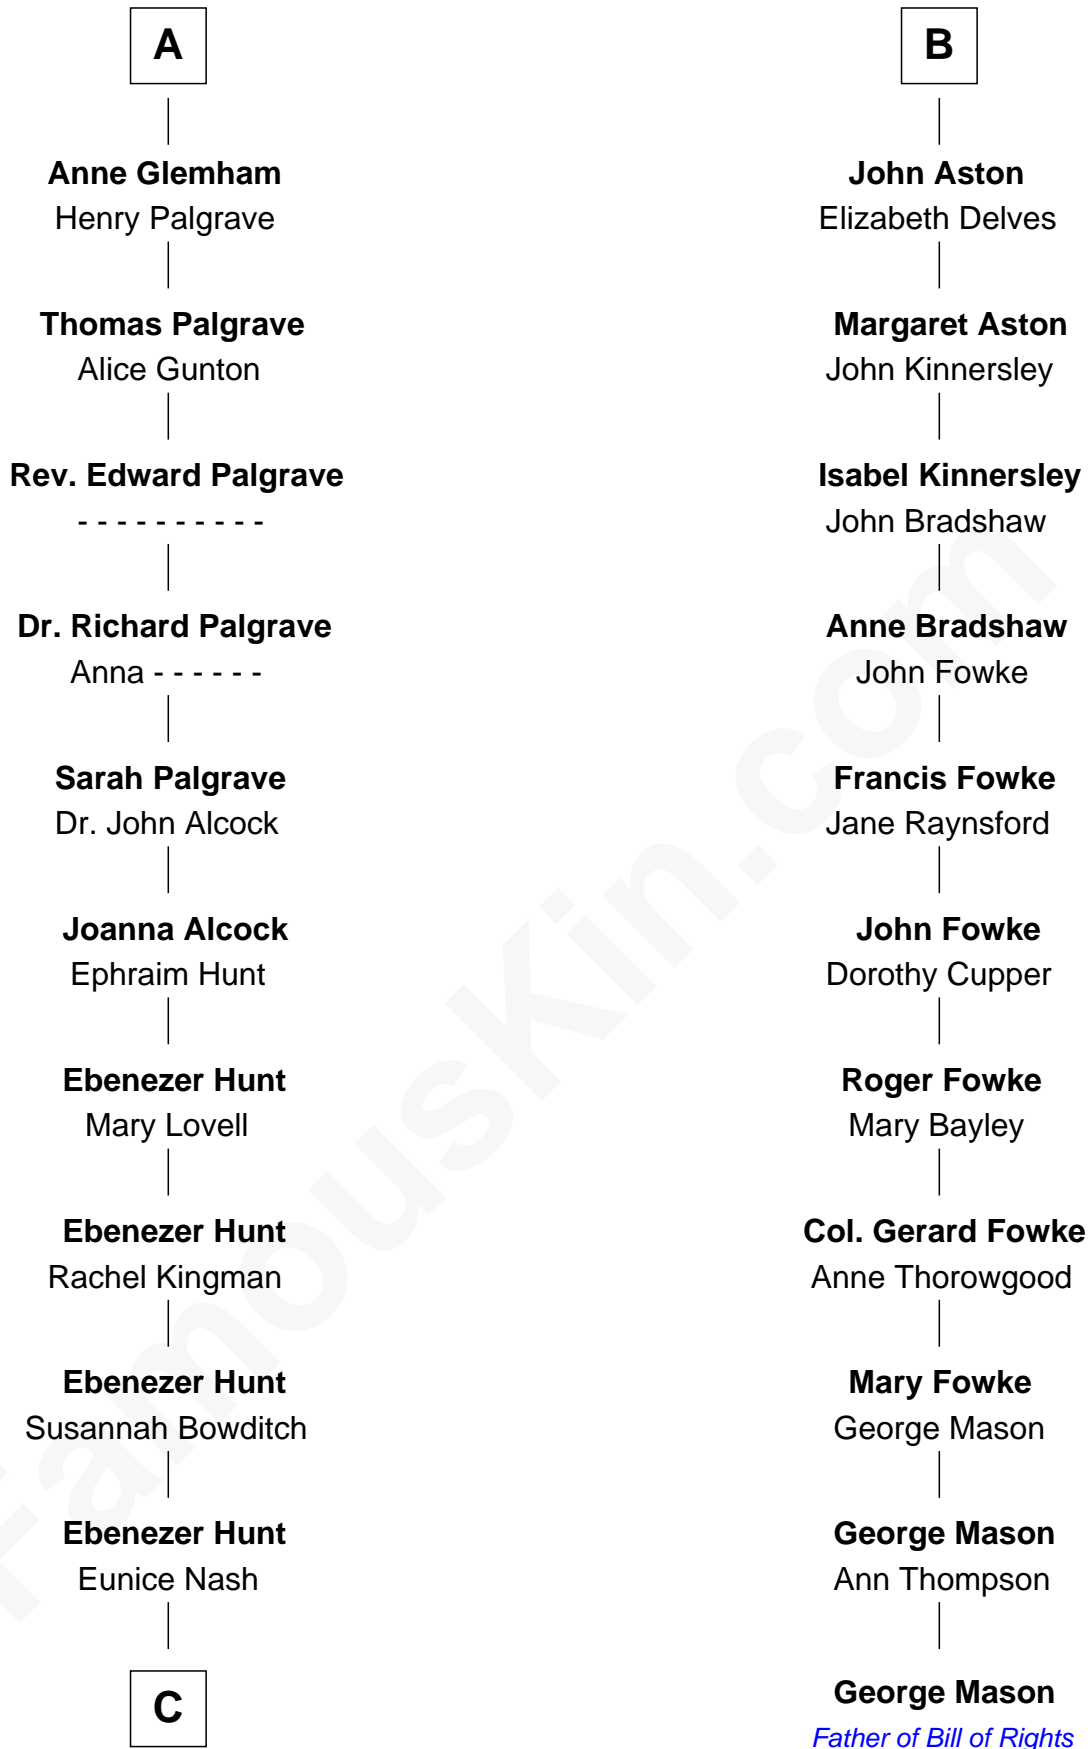 A
Anne Glemham
Henry Palgrave
Thomas Palgrave
Alice Gunton
Rev. Edward Palgrave
- - - - - - - - - -
Dr. Richard Palgrave
Anna - - - - - -
Sarah Palgrave
Dr. John Alcock
Joanna Alcock
Ephraim Hunt
Ebenezer Hunt
Mary Lovell
Ebenezer Hunt
Rachel Kingman
Ebenezer Hunt
Susannah Bowditch
Ebenezer Hunt
Eunice Nash
C
B
John Aston
Elizabeth Delves
Margaret Aston
John Kinnersley
Isabel Kinnersley
John Bradshaw
Anne Bradshaw
John Fowke
Francis Fowke
Jane Raynsford
John Fowke
Dorothy Cupper
Roger Fowke
Mary Bayley
Col. Gerard Fowke
Anne Thorowgood
Mary Fowke
George Mason
George Mason
Ann Thompson
George Mason
Father of Bill of Rights
FamousKin.com